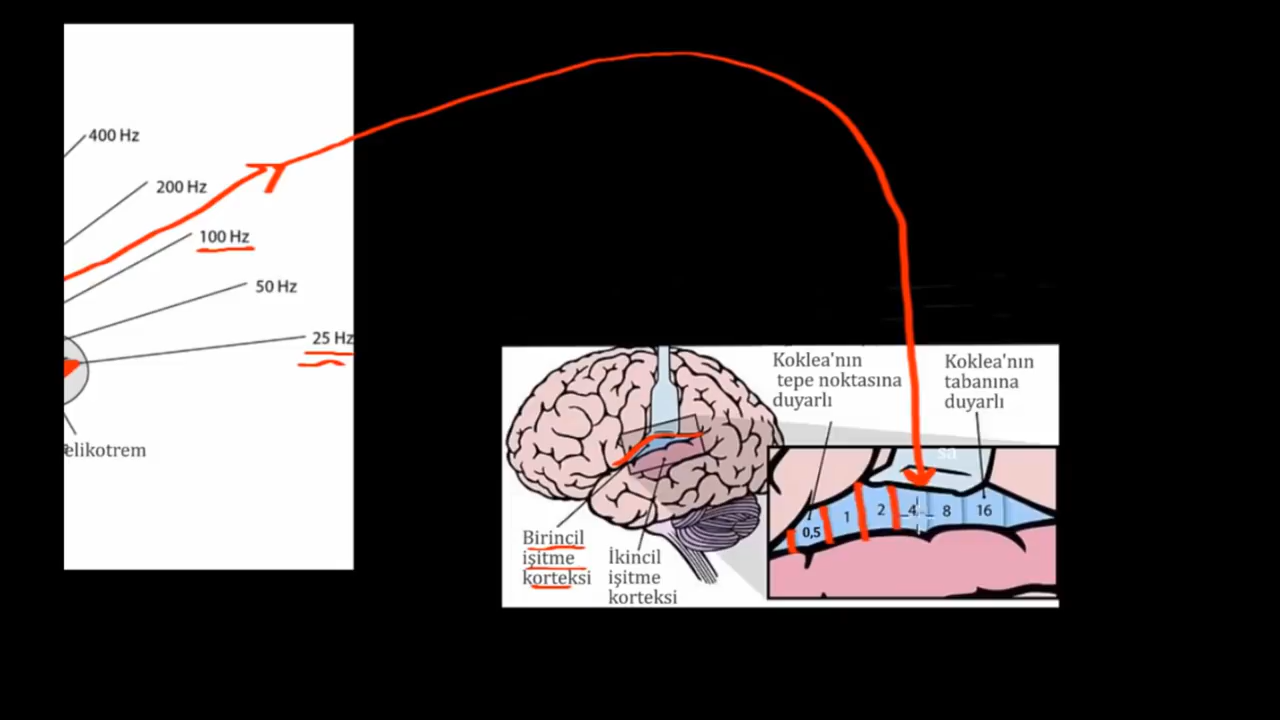 400 Hz
200 Hz
100 Hz
50 Hz
25 Hz
elikotrem
Koklea'nın
tepe noktasına
duyarlı
Koklea'nın
tabanına
duyarlı
sa
0,5
1
2
4
8
16
Birincil
işitme
korteksi
İkincil
işitme
korteksi